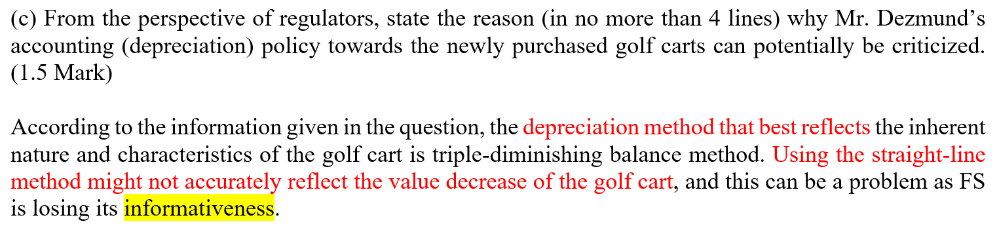 (c) From the perspective of regulators, state the reason (in no more than 4 lines) why Mr. Dezmund’s
accounting (depreciation) policy towards the newly purchased golf carts can potentially be criticized.
(1.5 Mark)
According to the information given in the question, the depreciation method that best reflects the inherent
nature and characteristics of the golf cart is triple-diminishing balance method. Using the straight-line
method might not accurately reflect the value decrease of the golf cart, and this can be a problem as FS
is losing its informativeness.